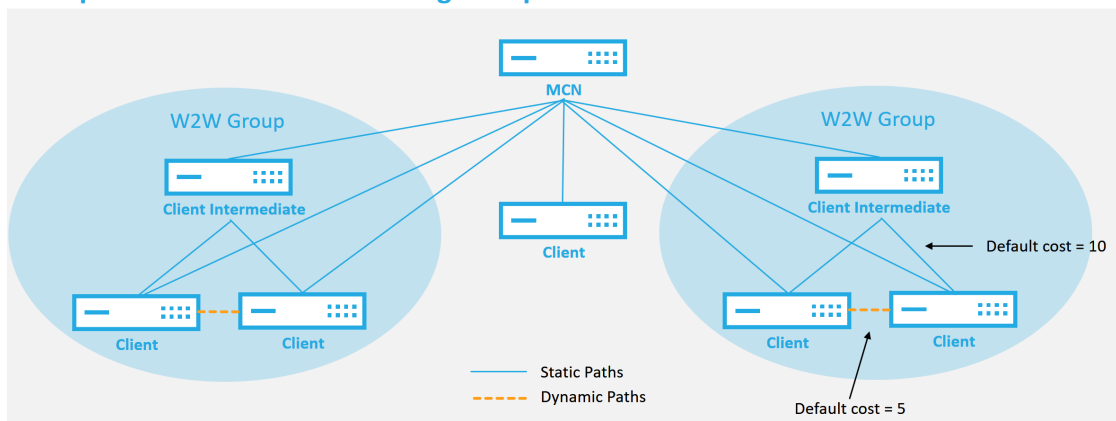 MCN
W2W Group
W2W Group
Client Intermediate
Client Intermediate
Client
Default cost = 10
Client
Client
Client
Client
Static Paths
Dynamic Paths
Default cost = 5